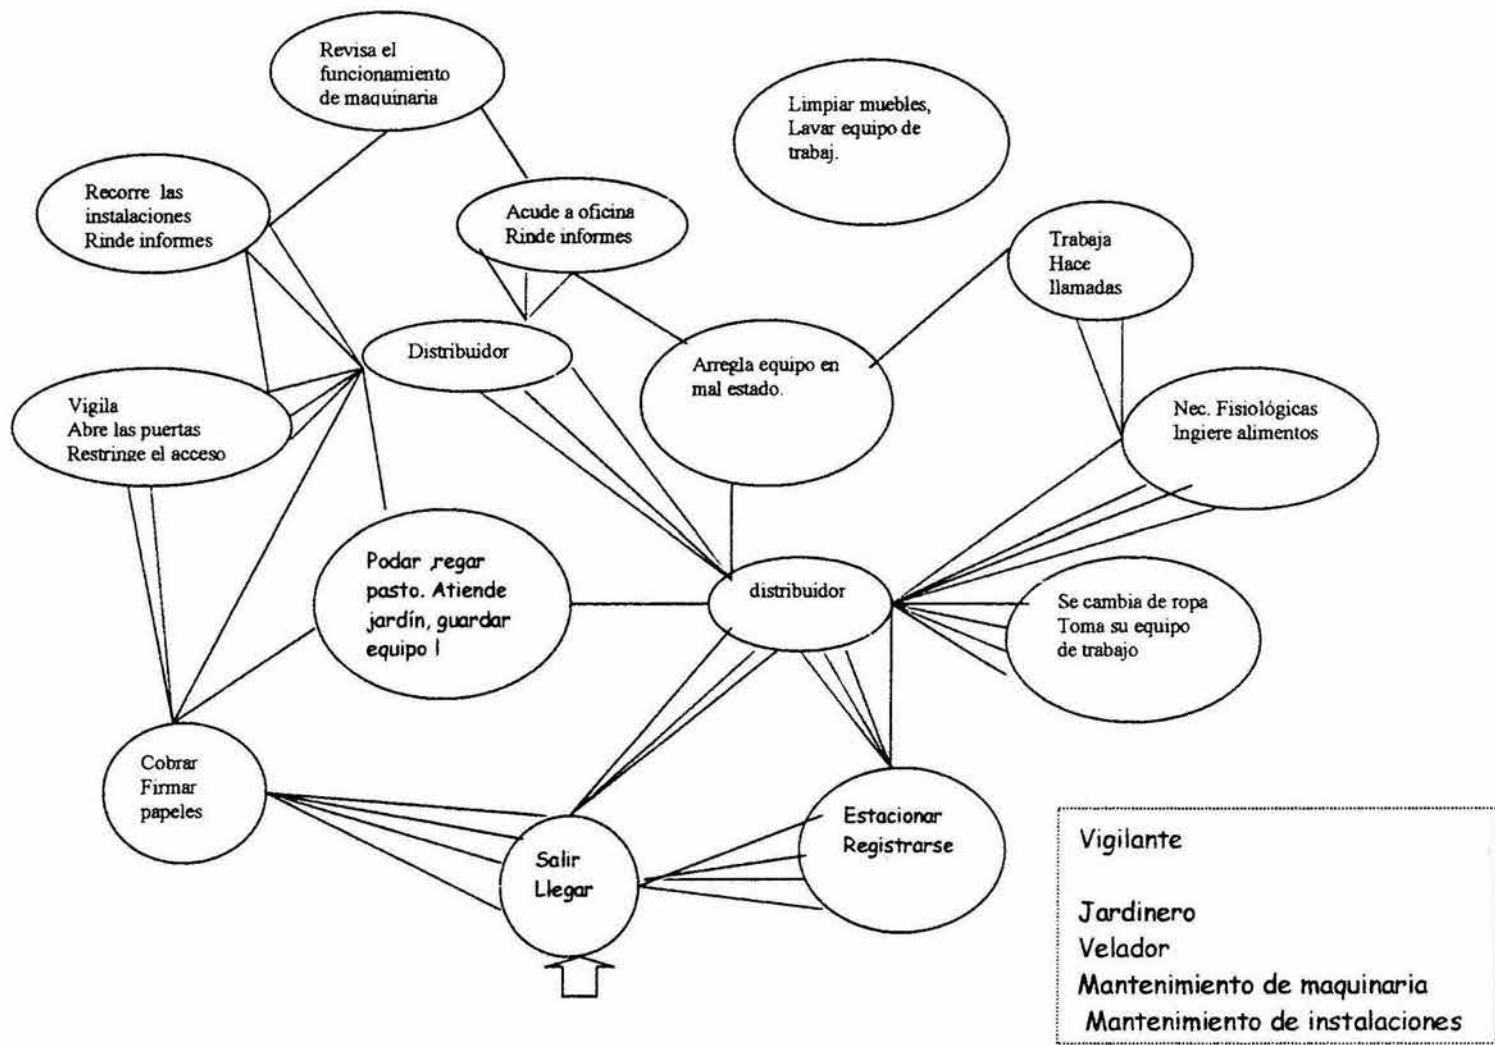 Revisa el
funcionamiento
de maquinaria
Limpiar muebles,
Lavar equipo de
trabaj.
Recorre las
instalaciones
Rinde informes
Acude a oficina
Rinde informes
Trabaja
Hace
llamadas
Distribuidor
Arregla equipo en
mal estado.
Vigila
Abre las puertas
Restringe el acceso
Nec. Fisiológicas
Ingiere alimentos
Podar ,regar
pasto. Atiende
jardín, guardar
equipo l
distribuidor
Se cambia de ropa
Toma su equipo
de trabajo
Cobrar
Firmar
papeles
Salir
Llegar
Estacionar
Registrarse
Vigilante
Jardinero
Velador
Mantenimiento de maquinaria
Mantenimiento de instalaciones